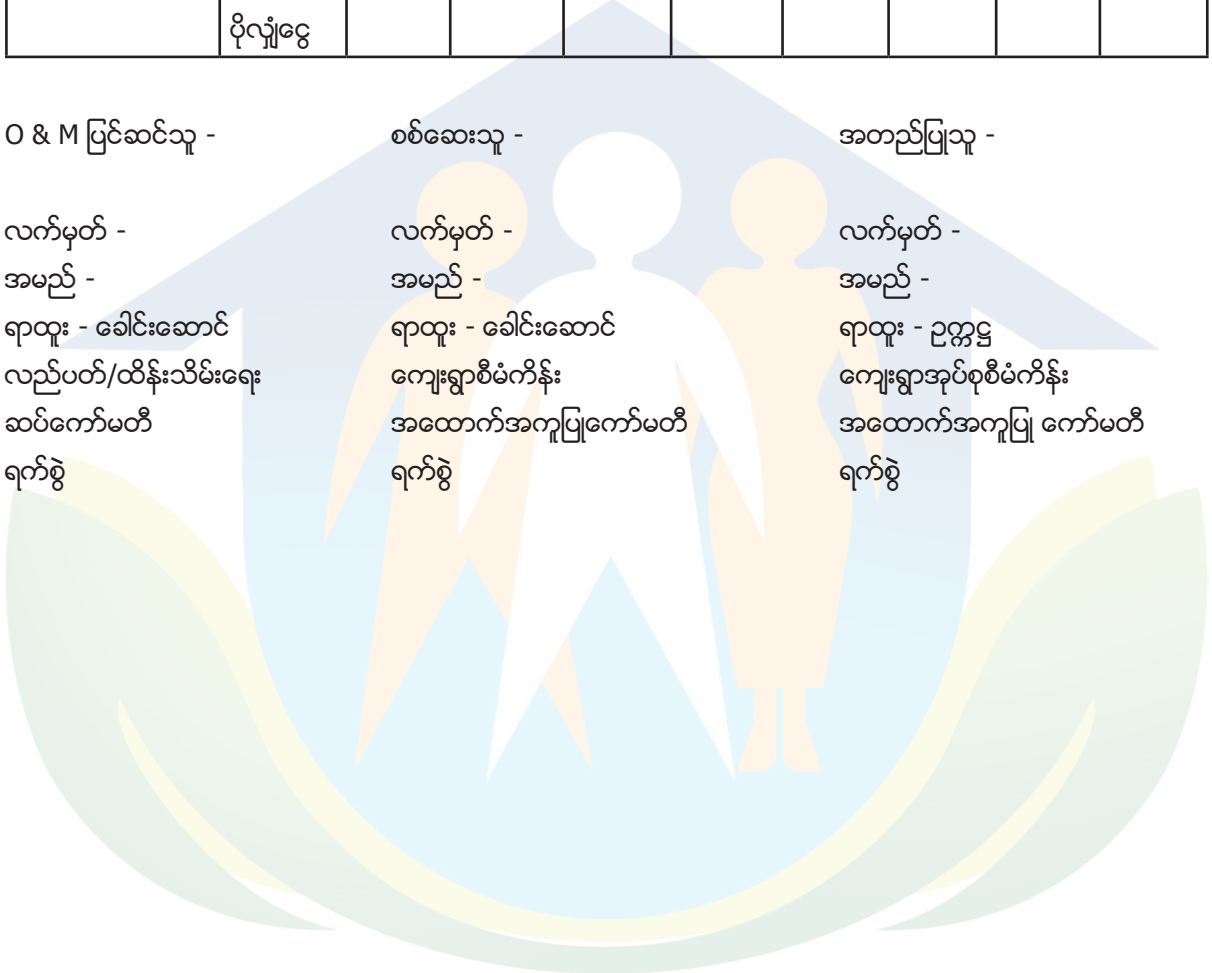 ပိုလျှံငွေ
O & M ပြင်ဆင်သူ - စစ်ဆေးသူ - အတည်ပြုသူ -
လက်မှတ် - လက်မှတ် - လက်မှတ် -
အမည် - အမည် - အမည် -
ရာထူး - ခေါင်းဆောင် ရာထူး - ခေါင်းဆောင် ရာထူး - ဥက္ကဋ္ဌ
လည်ပတ်/ထိန်းသိမ်းရေး ကျေးရွာစီမံကိန်း ကျေးရွာအုပ်စုစီမံကိန်း
ဆပ်ကော်မတီ အထောက်အကူပြုကော်မတီ အထောက်အကူပြု ကော်မတီ
ရက်စွဲ ရက်စွဲ ရက်စွဲ